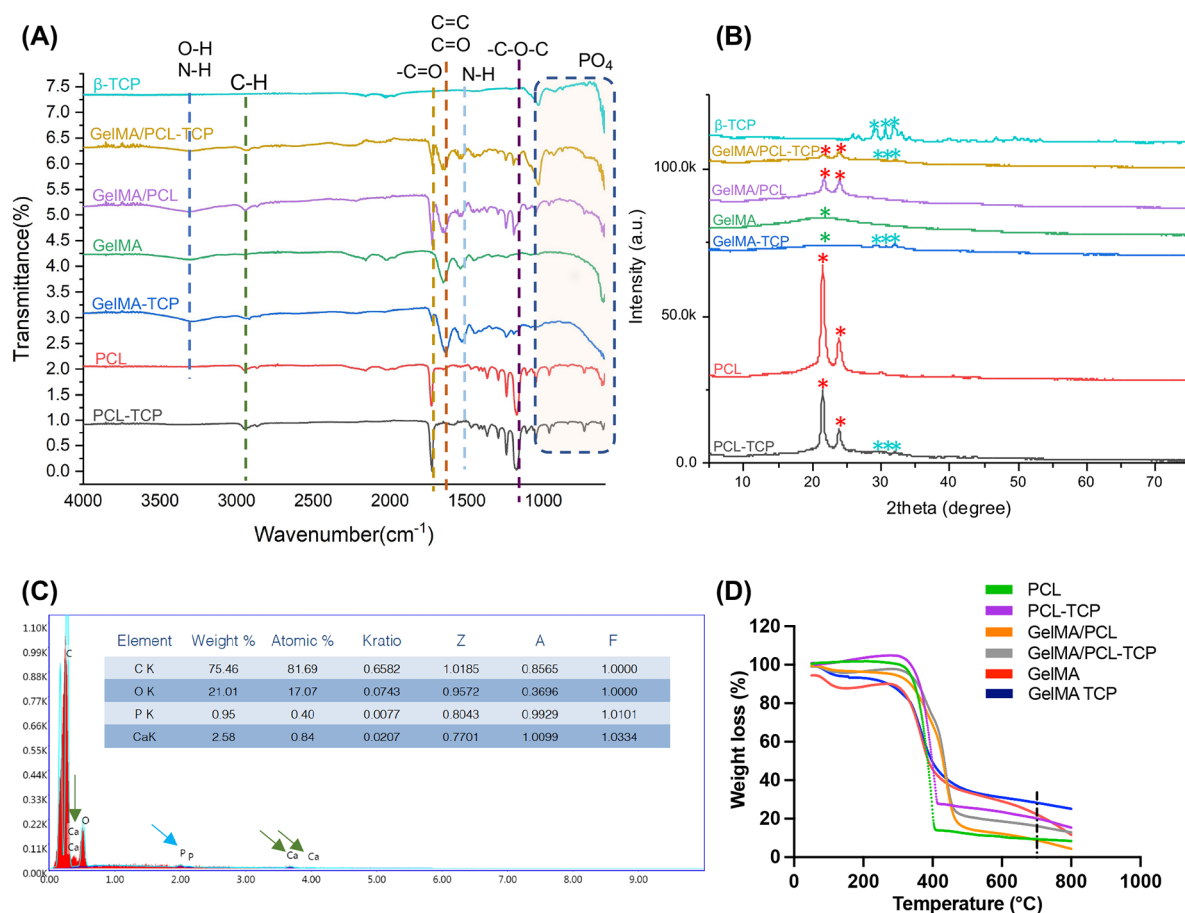 (A)
O-H
N-H
C-H
C=C
C=O
-C=O
N-H
-C-O-C
PO4
β-TCP
GelMA/PCL-TCP
GelMA/PCL
GelMA
GelMA-TCP
PCL
PCL-TCP
7.5
7.0
6.5
6.0
5.5
5.0
4.5
4.0
3.5
3.0
2.5
2.0
1.5
1.0
0.5
0.0
Transmittance(%)
4000 3500 3000 2500 2000 1500 1000
Wavenumber(cm-1)
(B)
β-TCP
GelMA/PCL-TCP
GelMA/PCL
GelMA
GelMA-TCP
PCL
PCL-TCP
100.0k
50.0k
0.0
Intensity (a.u.)
10 20 30 40 50 60 70
2theta (degree)
(C)
1.10K
0.99K
0.88K
0.77K
0.66K
0.55K
0.44K
0.33K
0.22K
0.11K
0.00K
C
Ca
Ca
O
P
P
Ca
Ca
0.00 1.00 2.00 3.00 4.00 5.00 6.00 7.00 8.00 9.00
Element Weight % Atomic % Kratio Z A F
C K 75.46 81.69 0.6582 1.0185 0.8565 1.0000
O K 21.01 17.07 0.0743 0.9572 0.3696 1.0000
P K 0.95 0.40 0.0077 0.8043 0.9929 1.0101
CaK 2.58 0.84 0.0207 0.7701 1.0099 1.0334
(D)
PCL
PCL-TCP
GelMA/PCL
GelMA/PCL-TCP
GelMA
GelMA TCP
120
100
80
60
40
20
0
Weight loss (%)
0 200 400 600 800 1000
Temperature (°C)